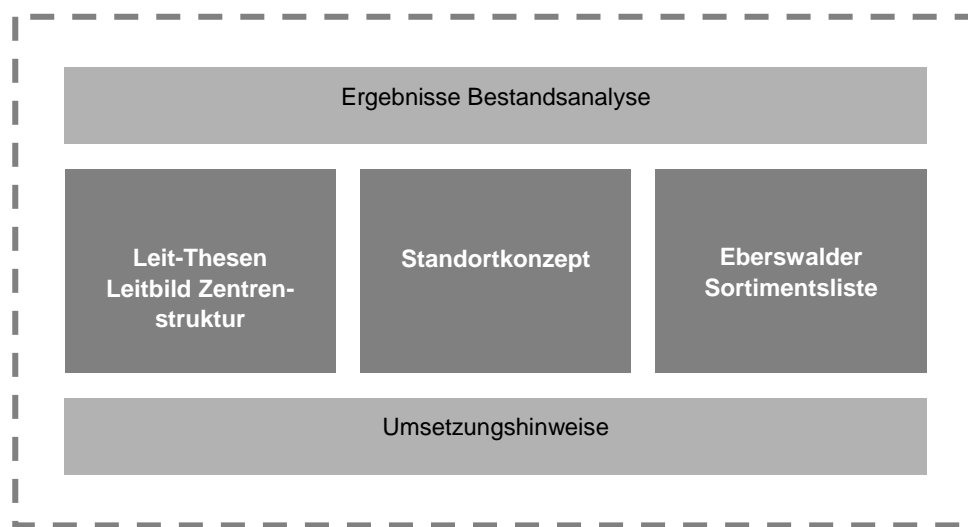 Ergebnisse Bestandsanalyse
Leit-Thesen
Leitbild Zentren-
struktur
Standortkonzept
Eberswalder
Sortimentsliste
Umsetzungshinweise